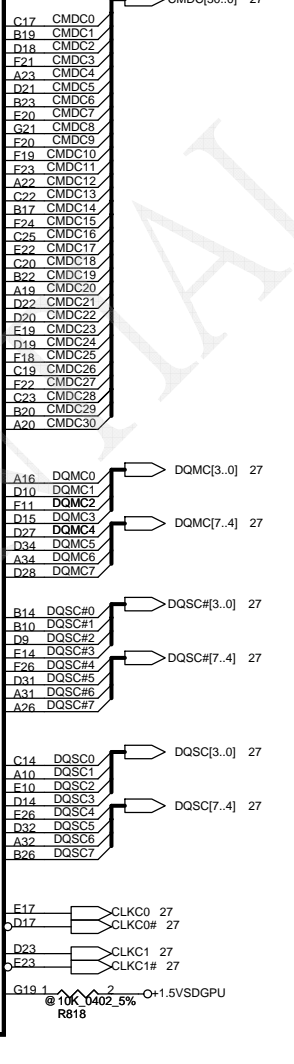 CMDC[30..0] 27
C17 CMDC0
B19 CMDC1
D18 CMDC2
F21 CMDC3
A23 CMDC4
D21 CMDC5
B23 CMDC6
E20 CMDC7
G21 CMDC8
F20 CMDC9
F19 CMDC10
F23 CMDC11
A22 CMDC12
C22 CMDC13
B17 CMDC14
F24 CMDC15
C25 CMDC16
E22 CMDC17
C20 CMDC18
B22 CMDC19
A19 CMDC20
D22 CMDC21
D20 CMDC22
E19 CMDC23
D19 CMDC24
F18 CMDC25
C19 CMDC26
F22 CMDC27
C23 CMDC28
B20 CMDC29
A20 CMDC30
DQMC[3..0] 27
A16 DQMC0
D10 DQMC1
F11 DQMC2
D15 DQMC3
DQMC[7..4] 27
D27 DQMC4
D34 DQMC5
A34 DQMC6
D28 DQMC7
DQSC#[3..0] 27
B14 DQSC#0
B10 DQSC#1
D9 DQSC#2
E14 DQSC#3
DQSC#[7..4] 27
F26 DQSC#4
D31 DQSC#5
A31 DQSC#6
A26 DQSC#7
DQSC[3..0] 27
C14 DQSC0
A10 DQSC1
E10 DQSC2
D14 DQSC3
DQSC[7..4] 27
E26 DQSC4
D32 DQSC5
A32 DQSC6
B26 DQSC7
E17 CLKC0 27
D17 CLKC0# 27
D23 CLKC1 27
E23 CLKC1# 27
G19 1 2 +1.5VSDGPU
@ 10K_0402_5%
R818